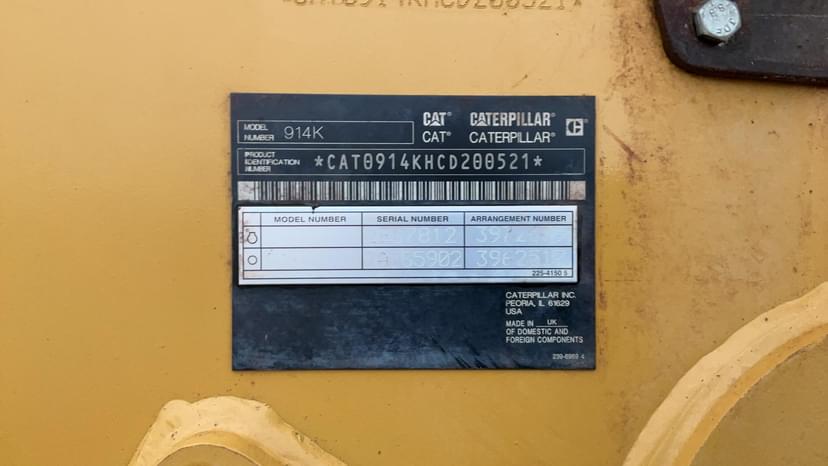 *CAT0914KHCD200521*
CAT® CATERPILLAR®
MODEL NUMBER 914K
CAT® CATERPILLAR®
PRODUCT IDENTIFICATION NUMBER *CAT0914KHCD200521*
MODEL NUMBER SERIAL NUMBER ARRANGEMENT NUMBER
225-4150 5
CATERPILLAR INC.
PEORIA, IL 61629
USA
MADE IN UK
OF DOMESTIC AND
FOREIGN COMPONENTS
239-6969 4